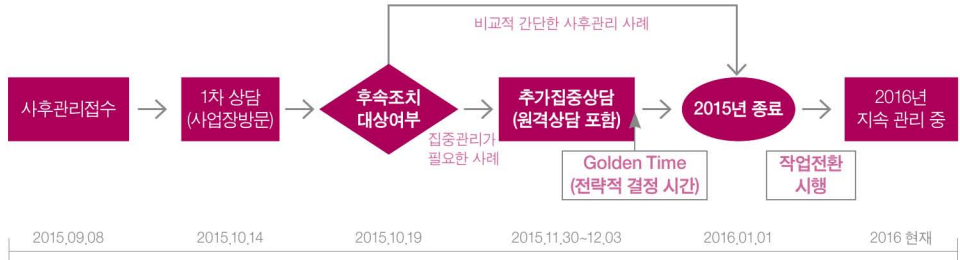 비교적 간단한 사후관리 사례
사후관리접수
1차 상담
(사업장방문)
후속조치
대상여부
집중관리가
필요한 사례
추가집중상담
(원격상담 포함)
Golden Time
(전략적 결정 시간)
2015년 종료
작업전환
시행
2016년
지속 관리 중
2015.09.08
2015.10.14
2015.10.19
2015.11.30~12.03
2016.01.01
2016 현재